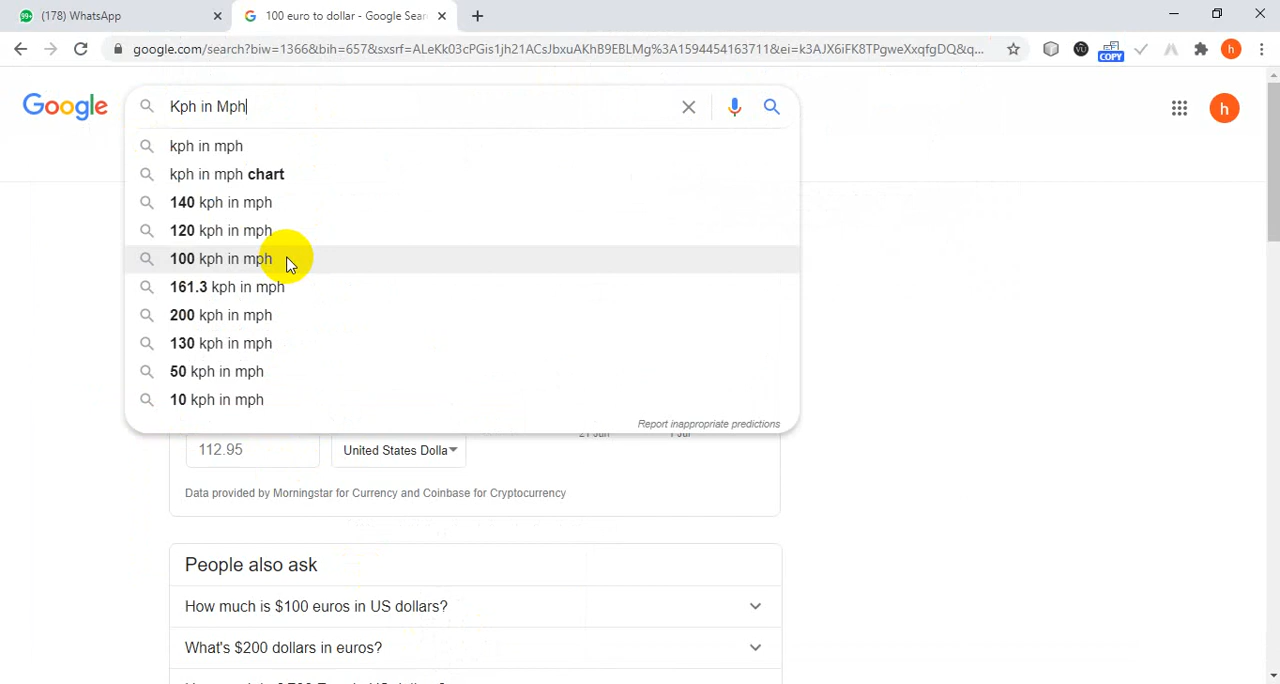 99+ (178) WhatsApp
100 euro to dollar - Google Sear
google.com/search?biw=1366&bih=657&sxsrf=ALeKk03cPGis1jh21ACsJbxuAKhB9EBLMg%3A1594454163711&ei=k3AJX6iFK8TPgweXxqfgDQ&q...
COPY
h
Google
Kph in Mph
h
kph in mph
kph in mph chart
140 kph in mph
120 kph in mph
100 kph in mph
161.3 kph in mph
200 kph in mph
130 kph in mph
50 kph in mph
10 kph in mph
Report inappropriate predictions
112.95
United States Dolla
Data provided by Morningstar for Currency and Coinbase for Cryptocurrency
People also ask
How much is $100 euros in US dollars?
What's $200 dollars in euros?